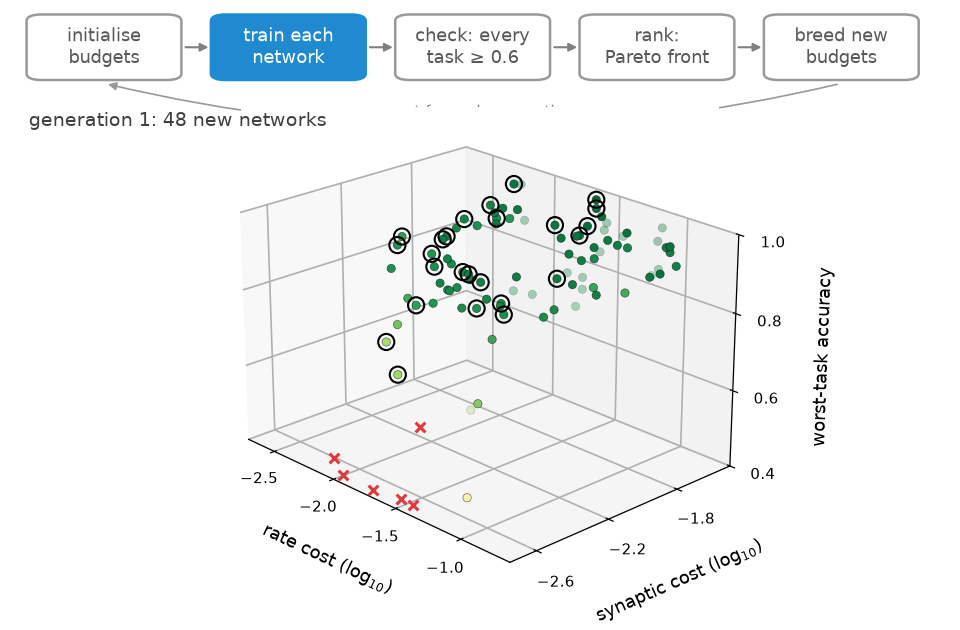 initialise
budgets
train each
network
check: every
task ≥ 0.6
rank:
Pareto front
breed new
budgets
generation 1: 48 new networks
1.0
0.8
0.6
0.4
worst-task accuracy
−2.5
−2.0
−1.5
−1.0
rate cost (log₁₀)
−2.6
−2.2
−1.8
synaptic cost (log₁₀)